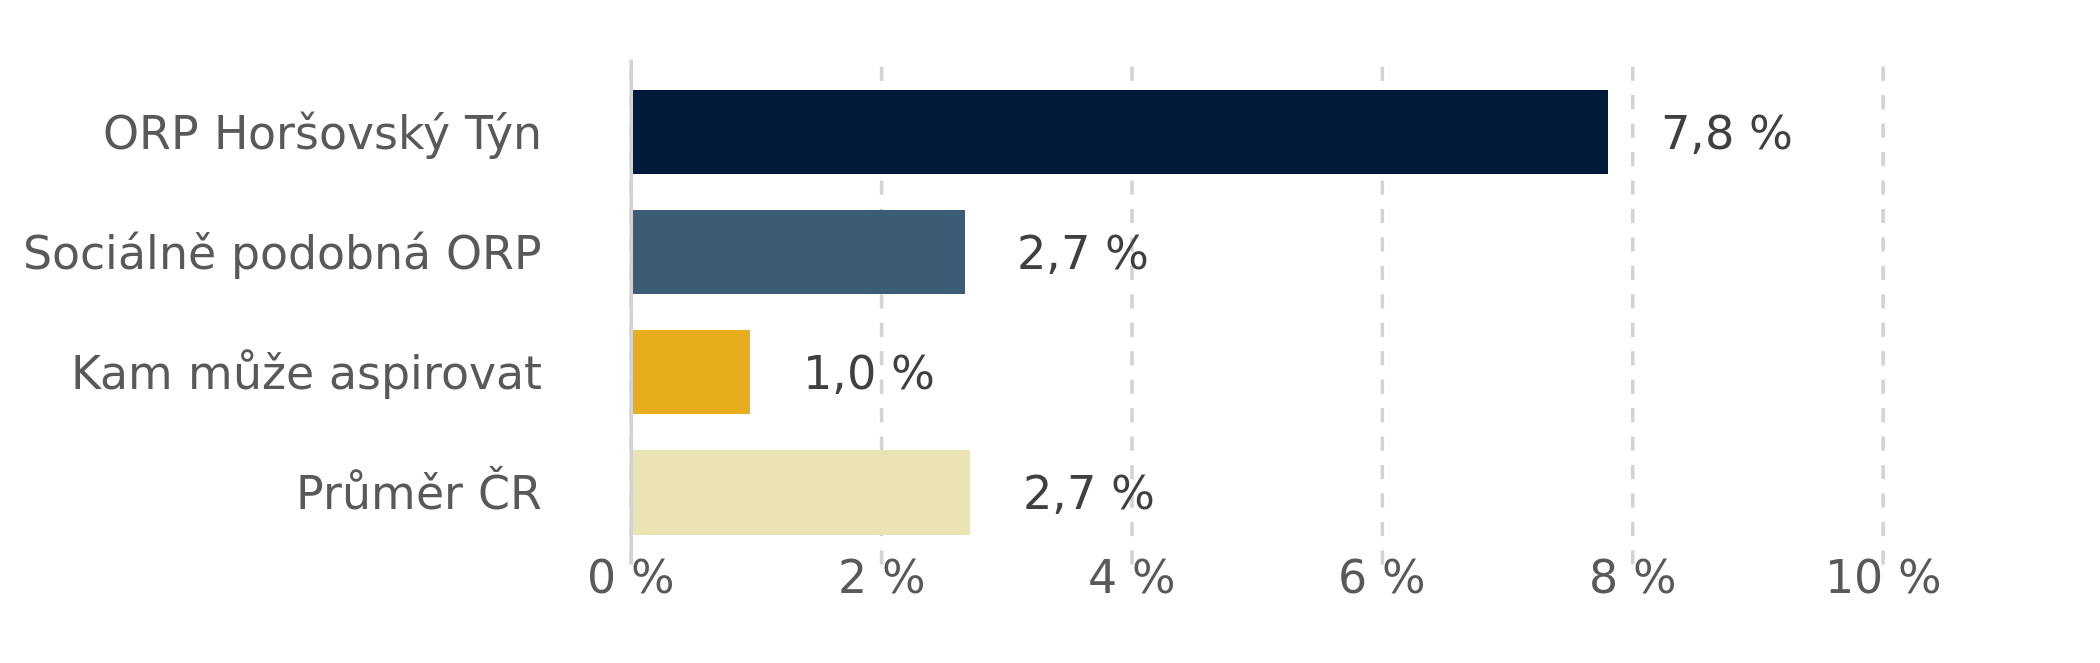 ORP Horšovský Týn
7,8 %
Sociálně podobná ORP
2,7 %
Kam může aspirovat
1,0 %
Průměr ČR
2,7 %
0 % 2 % 4 % 6 % 8 % 10 %